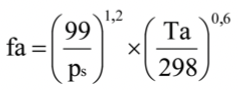 fa = (99/pₛ)^1,2 × (Ta/298)^0,6